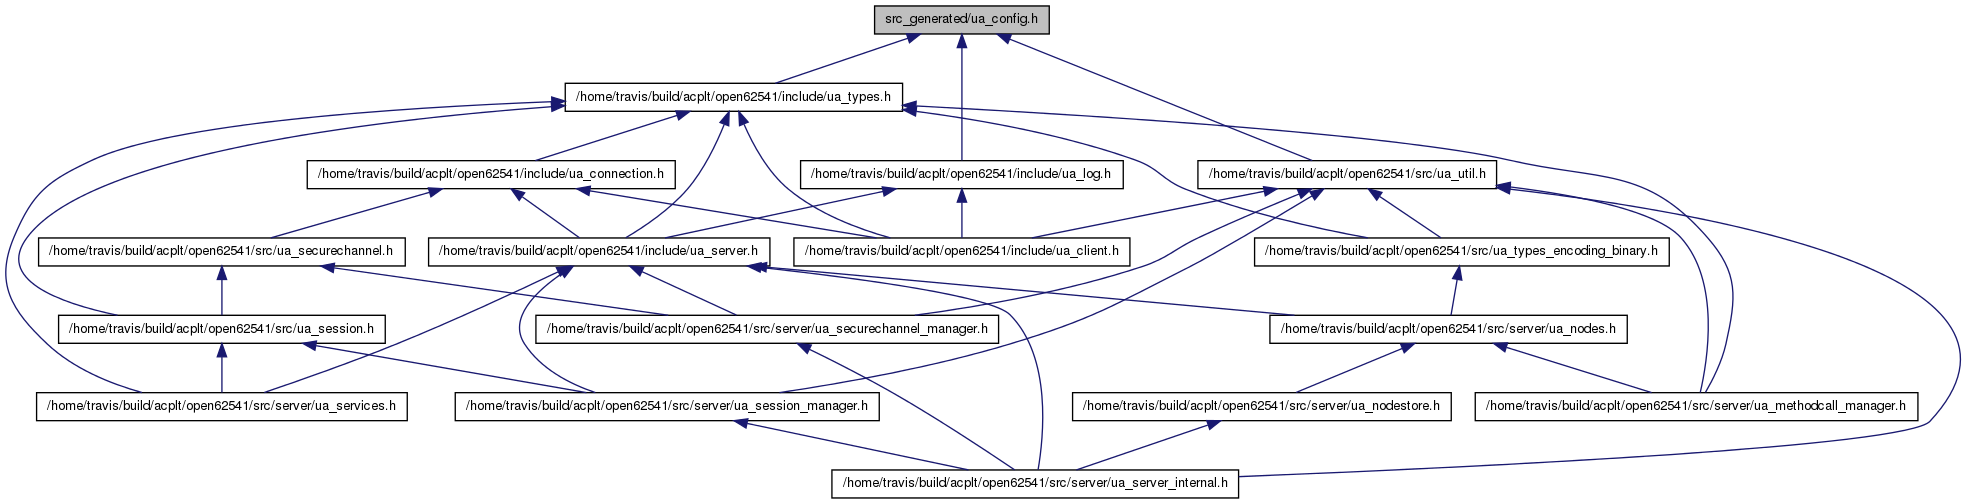 src_generated/ua_config.h
/home/travis/build/acplt/open62541/include/ua_types.h
/home/travis/build/acplt/open62541/include/ua_connection.h
/home/travis/build/acplt/open62541/include/ua_log.h
/home/travis/build/acplt/open62541/src/ua_util.h
/home/travis/build/acplt/open62541/src/ua_securechannel.h
/home/travis/build/acplt/open62541/include/ua_server.h
/home/travis/build/acplt/open62541/include/ua_client.h
/home/travis/build/acplt/open62541/src/ua_types_encoding_binary.h
/home/travis/build/acplt/open62541/src/ua_session.h
/home/travis/build/acplt/open62541/src/server/ua_securechannel_manager.h
/home/travis/build/acplt/open62541/src/server/ua_nodes.h
/home/travis/build/acplt/open62541/src/server/ua_services.h
/home/travis/build/acplt/open62541/src/server/ua_session_manager.h
/home/travis/build/acplt/open62541/src/server/ua_nodestore.h
/home/travis/build/acplt/open62541/src/server/ua_methodcall_manager.h
/home/travis/build/acplt/open62541/src/server/ua_server_internal.h